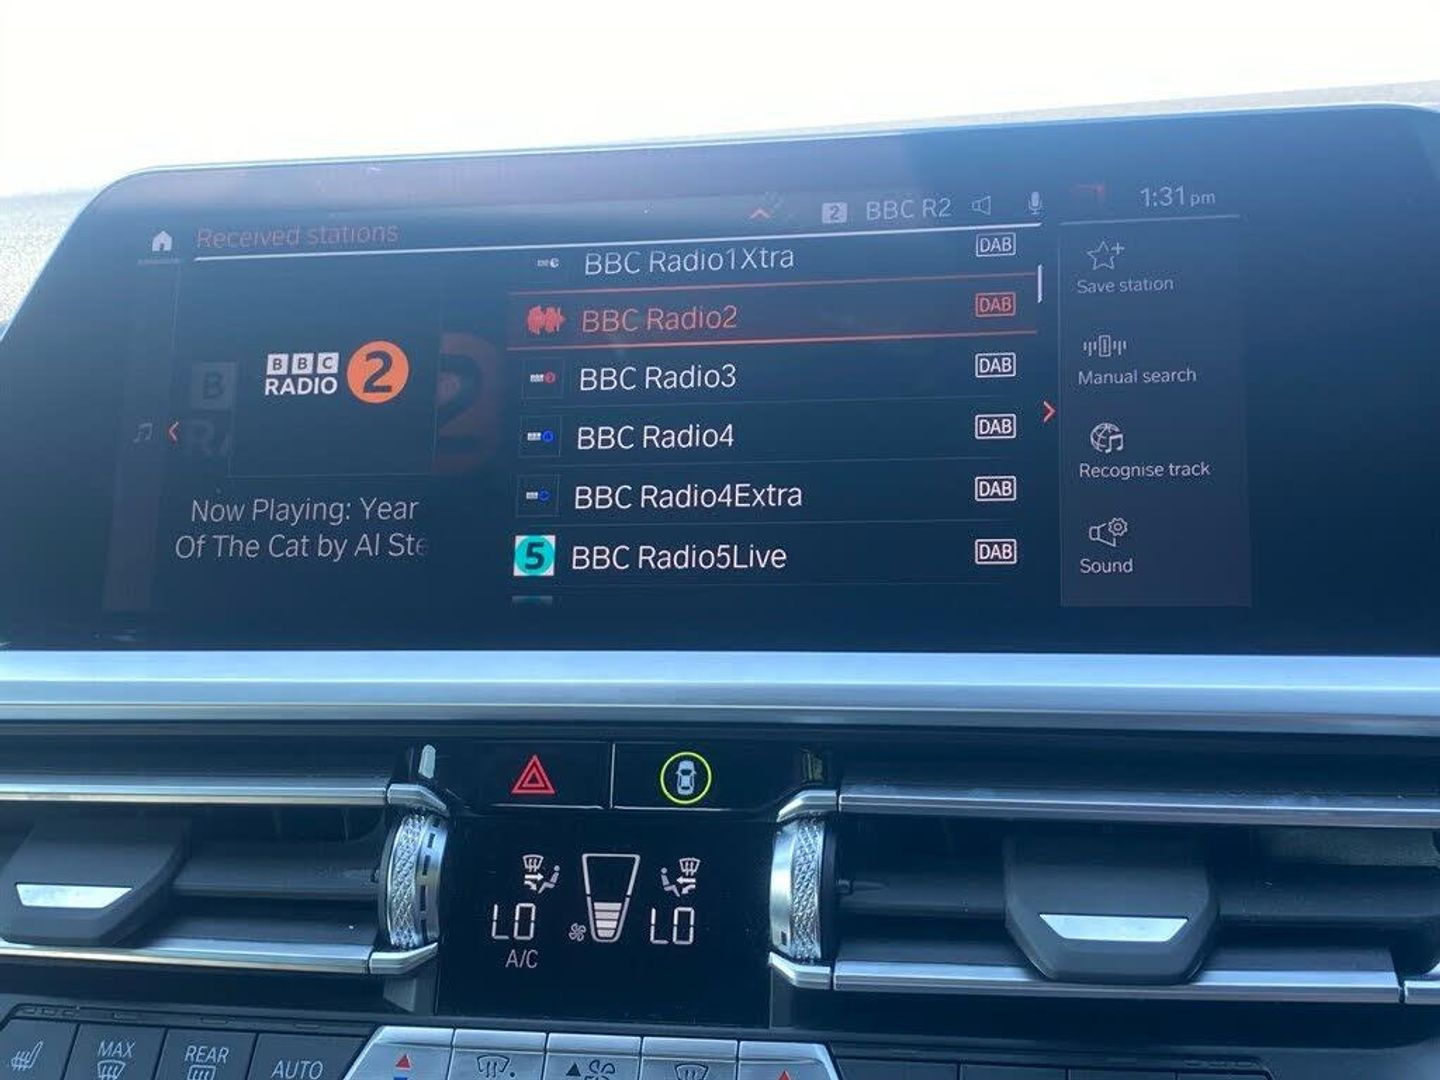 Received stations
2 BBC R2
1:31 pm
BBC Radio1Xtra DAB
BBC Radio2 DAB
BBC Radio3 DAB
BBC Radio4 DAB
BBC Radio4Extra DAB
5 BBC Radio5Live DAB
BBC
RADIO 2
Now Playing: Year
Of The Cat by Al Ste
Save station
Manual search
Recognise track
Sound
LO LO
A/C
MAX
REAR
AUTO